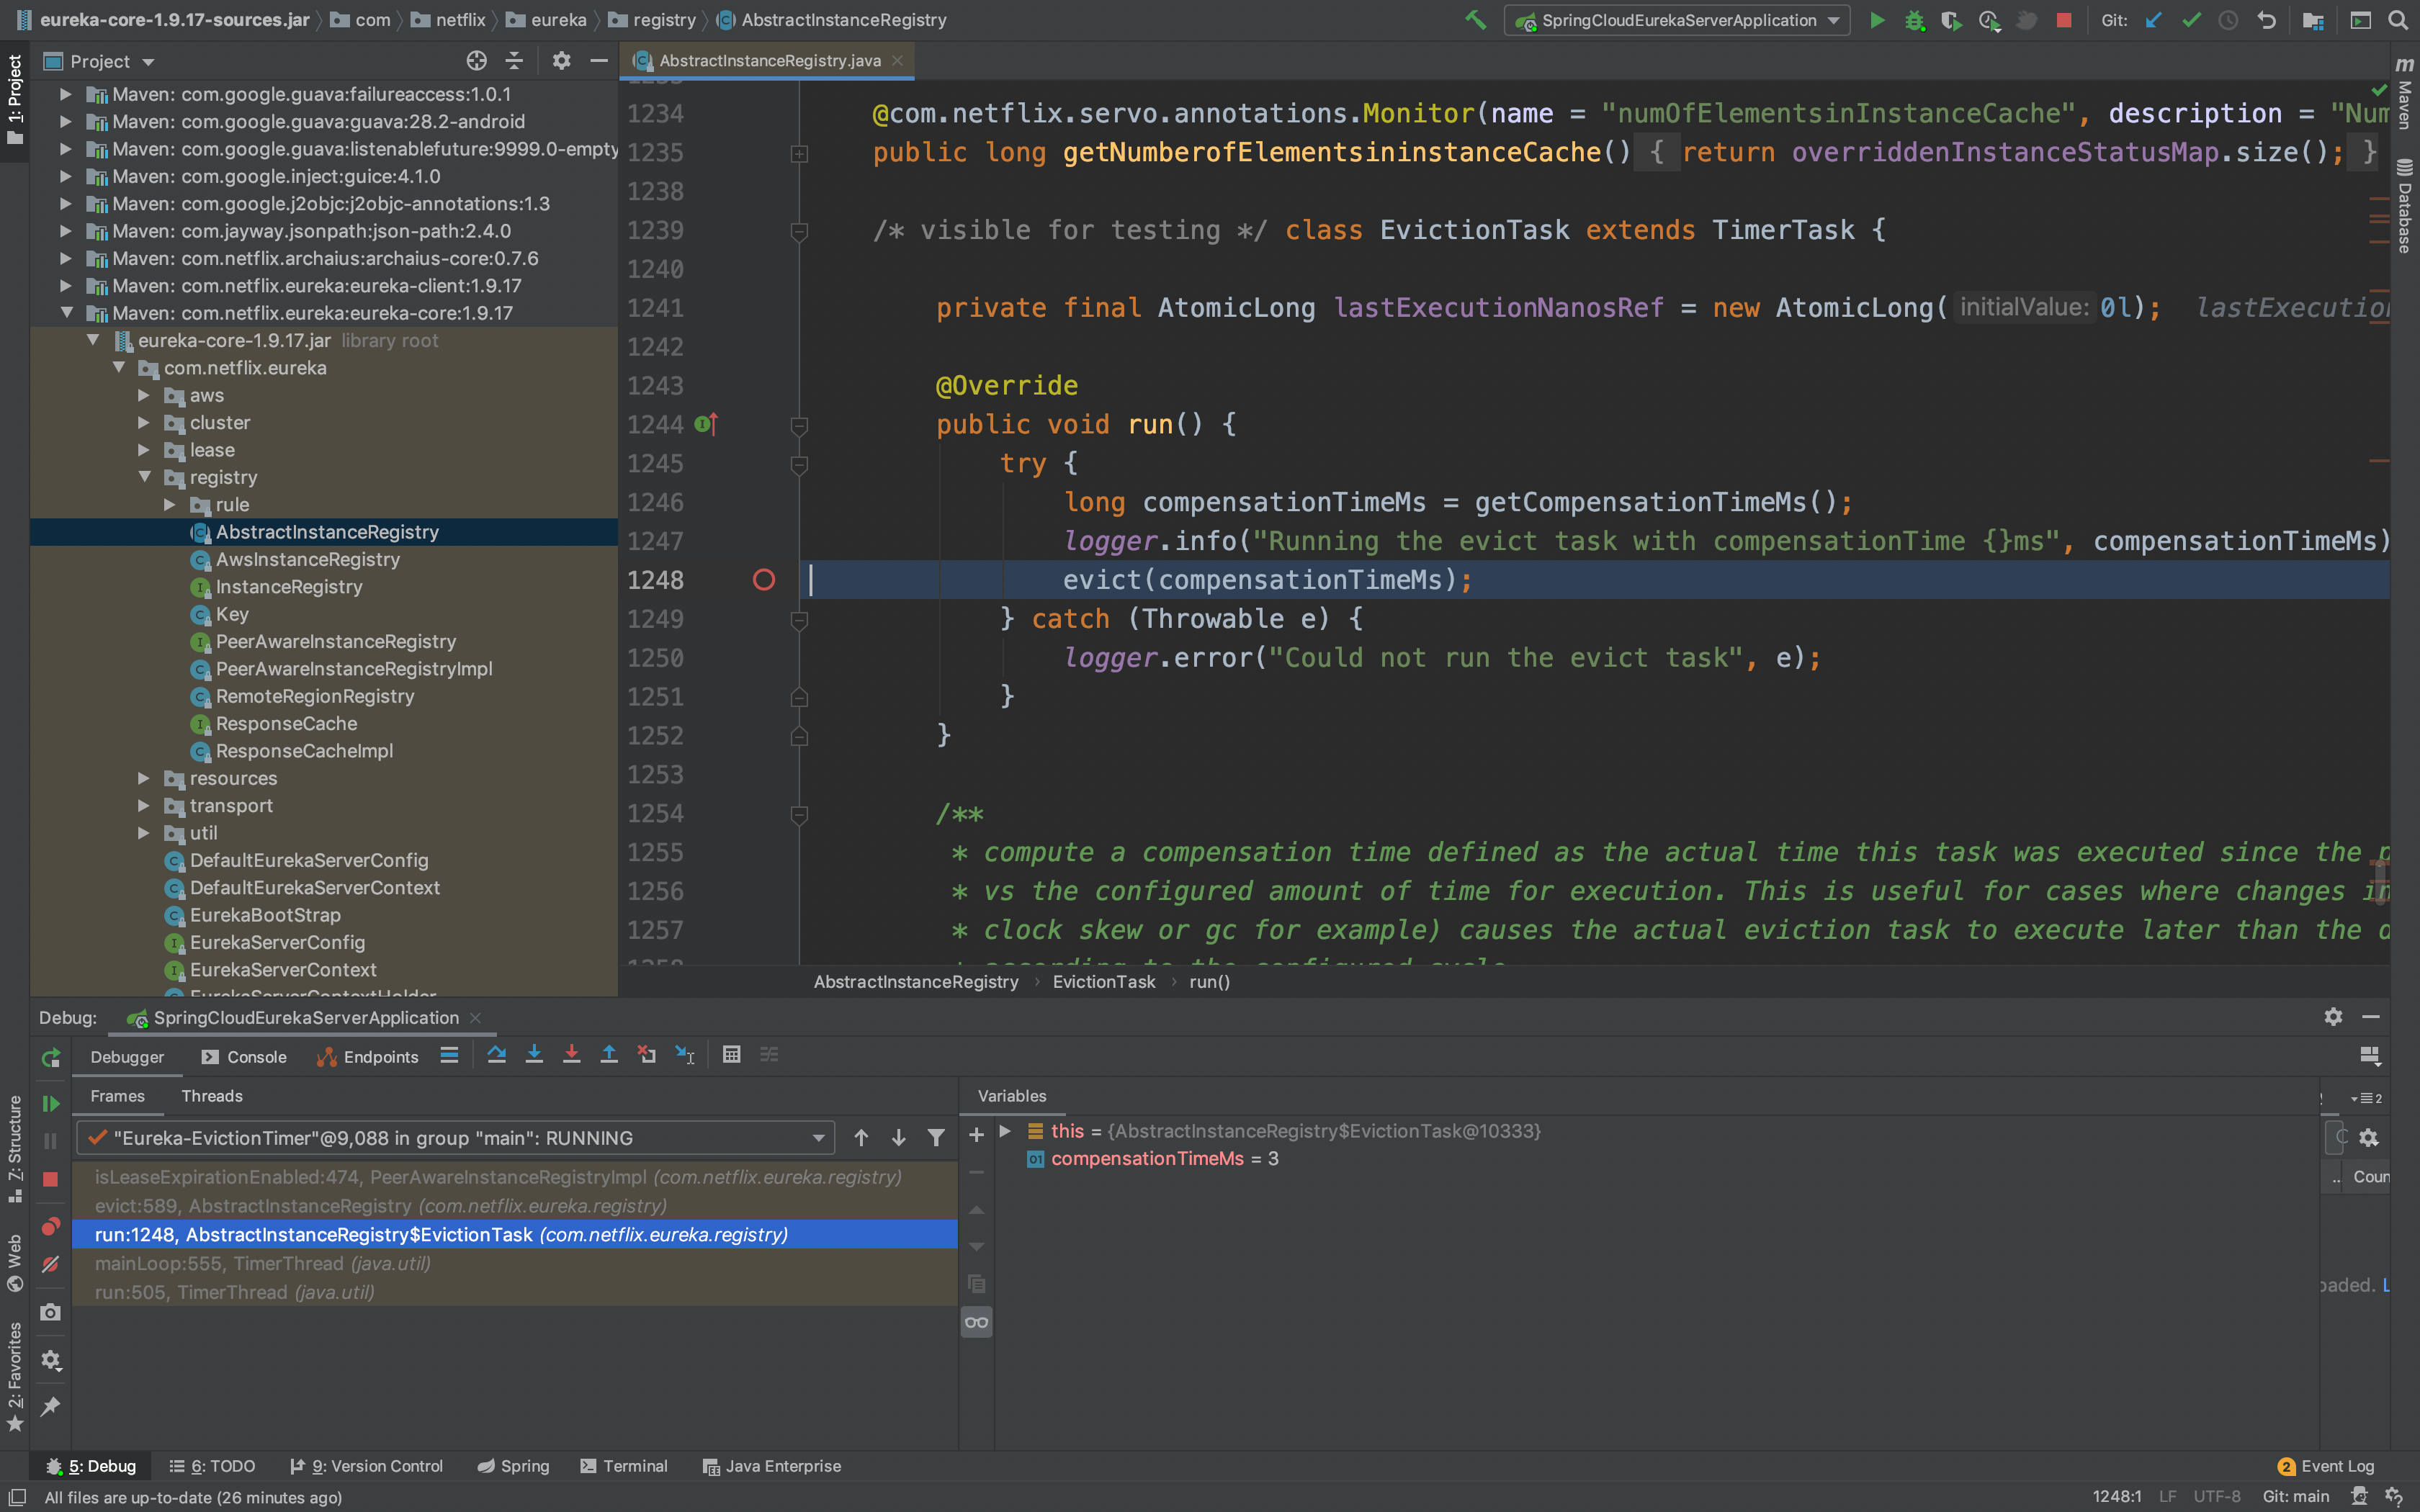 eureka-core-1.9.17-sources.jar com netflix eureka registry AbstractInstanceRegistry
SpringCloudEurekaServerApplication Git:
1: Project
Project
Maven: com.google.guava:failureaccess:1.0.1
Maven: com.google.guava:guava:28.2-android
Maven: com.google.guava:listenablefuture:9999.0-empty
Maven: com.google.inject:guice:4.1.0
Maven: com.google.j2objc:j2objc-annotations:1.3
Maven: com.jayway.jsonpath:json-path:2.4.0
Maven: com.netflix.archaius:archaius-core:0.7.6
Maven: com.netflix.eureka:eureka-client:1.9.17
Maven: com.netflix.eureka:eureka-core:1.9.17
eureka-core-1.9.17.jar library root
com.netflix.eureka
aws
cluster
lease
registry
rule
AbstractInstanceRegistry
AwsInstanceRegistry
InstanceRegistry
Key
PeerAwareInstanceRegistry
PeerAwareInstanceRegistryImpl
RemoteRegionRegistry
ResponseCache
ResponseCacheImpl
resources
transport
util
DefaultEurekaServerConfig
DefaultEurekaServerContext
EurekaBootStrap
EurekaServerConfig
EurekaServerContext
EurekaServerContextHolder
AbstractInstanceRegistry.java
1234 @com.netflix.servo.annotations.Monitor(name = "numOfElementsinInstanceCache", description = "Num
1235 public long getNumberofElementsininstanceCache() { return overriddenInstanceStatusMap.size(); }
1238
1239 /* visible for testing */ class EvictionTask extends TimerTask {
1240
1241 private final AtomicLong lastExecutionNanosRef = new AtomicLong( initialValue: 0l); lastExecution
1242
1243 @Override
1244 public void run() {
1245 try {
1246 long compensationTimeMs = getCompensationTimeMs();
1247 logger.info("Running the evict task with compensationTime {}ms", compensationTimeMs)
1248 evict(compensationTimeMs);
1249 } catch (Throwable e) {
1250 logger.error("Could not run the evict task", e);
1251 }
1252 }
1253
1254 /**
1255 * compute a compensation time defined as the actual time this task was executed since the p
1256 * vs the configured amount of time for execution. This is useful for cases where changes in
1257 * clock skew or gc for example) causes the actual eviction task to execute later than the d
1258 * according to the configured cycle
AbstractInstanceRegistry EvictionTask run()
Maven
Database
Debug: SpringCloudEurekaServerApplication
Debugger Console Endpoints
Frames Threads
"Eureka-EvictionTimer"@9,088 in group "main": RUNNING
isLeaseExpirationEnabled:474, PeerAwareInstanceRegistryImpl (com.netflix.eureka.registry)
evict:589, AbstractInstanceRegistry (com.netflix.eureka.registry)
run:1248, AbstractInstanceRegistry$EvictionTask (com.netflix.eureka.registry)
mainLoop:555, TimerThread (java.util)
run:505, TimerThread (java.util)
Variables
this = {AbstractInstanceRegistry$EvictionTask@10333}
01 compensationTimeMs = 3
2
.. Coun
oaded. L
Z: Structure
Web
2: Favorites
5: Debug 6: TODO 9: Version Control Spring Terminal Java Enterprise 2 Event Log
All files are up-to-date (26 minutes ago) 1248:1 LF UTF-8 Git: main